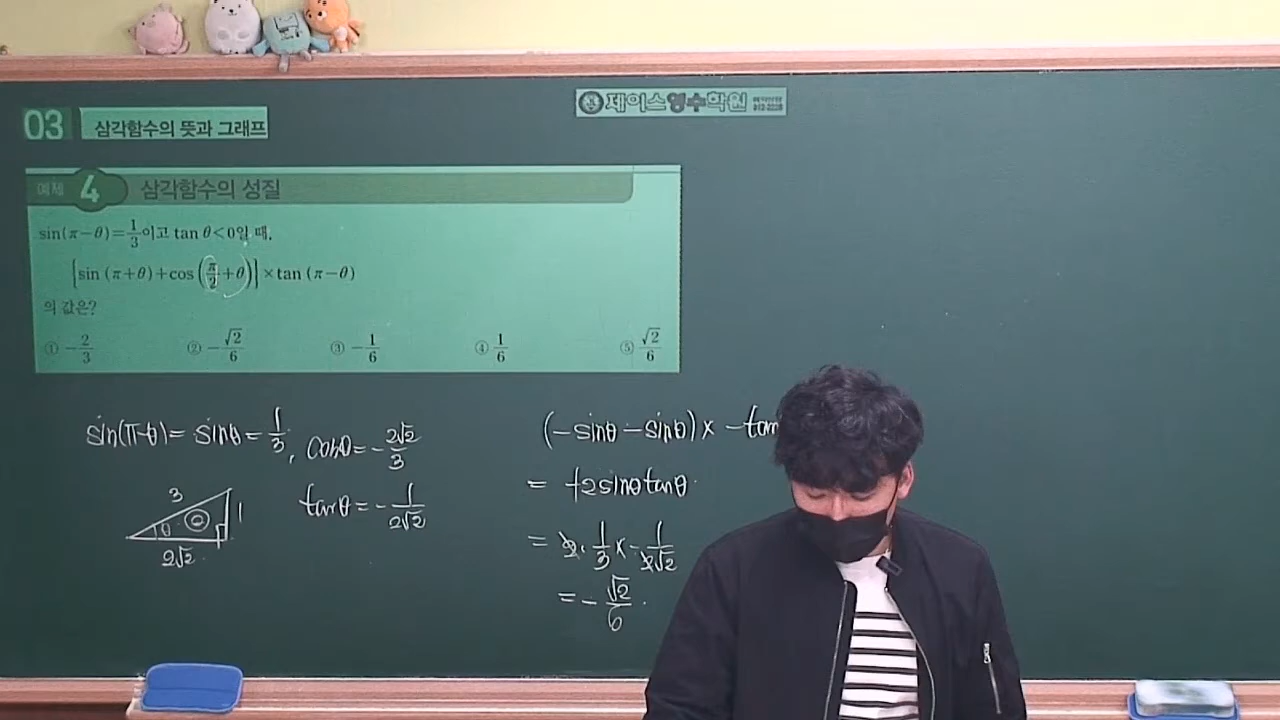 제이스영수학원
03 삼각함수의 뜻과 그래프
예제 4 삼각함수의 성질
sin(π−θ)=1/3이고 tan θ<0일 때,
{sin (π+θ)+cos(π/2+θ)}×tan (π−θ)
의 값은?
① −2/3 ② −√2/6 ③ −1/6 ④ 1/6 ⑤ √2/6
sin(π-θ)= sinθ = 1/3, cosθ = -2√2/3
tanθ = -1/2√2
3 1 θ ② 2√2
(-sinθ - sinθ) × -tan
= +2sinθtanθ
= 2·1/3 × -1/2√2
= -√2/6.